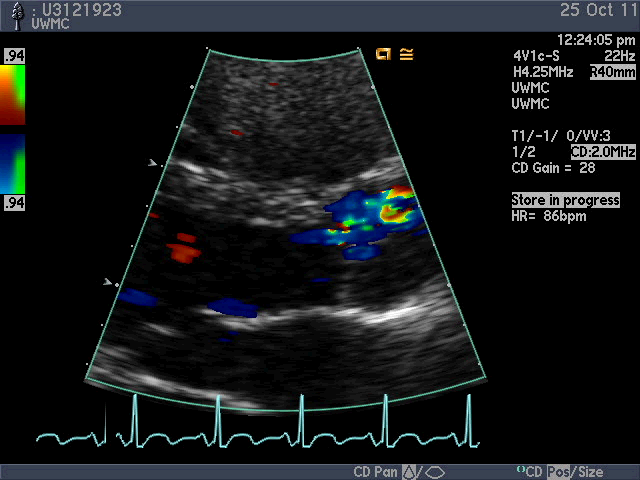 : U3121923
UWMC
25 Oct 11
12:24:05 pm
4V1c-S 22Hz
H4.25MHz R40mm
UWMC
UWMC
T1/-1/ 0/VV:3
1/2 CD:2.0MHz
CD Gain = 28
Store in progress
HR= 86bpm
.94
.94
CD Pan
CD Pos/Size